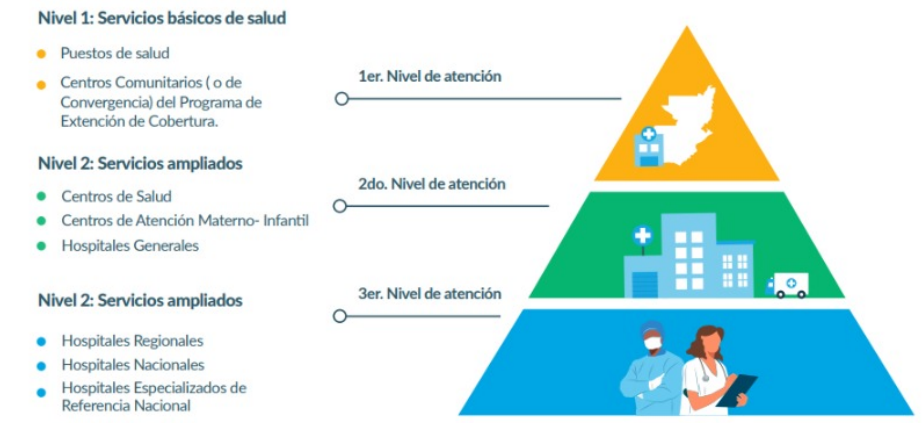 Nivel 1: Servicios básicos de salud
Puestos de salud
Centros Comunitarios ( o de
Convergencia) del Programa de
Extención de Cobertura.
1er. Nivel de atención
Nivel 2: Servicios ampliados
Centros de Salud
Centros de Atención Materno- Infantil
Hospitales Generales
2do. Nivel de atención
Nivel 2: Servicios ampliados
Hospitales Regionales
Hospitales Nacionales
Hospitales Especializados de
Referencia Nacional
3er. Nivel de atención